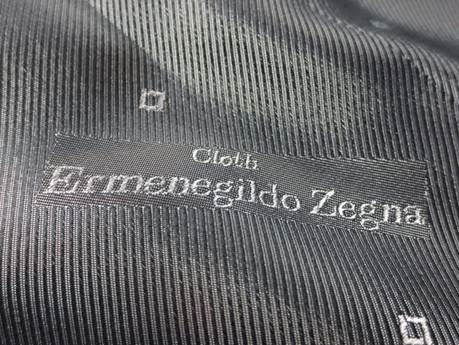 Cloth
Ermenegildo Zegna